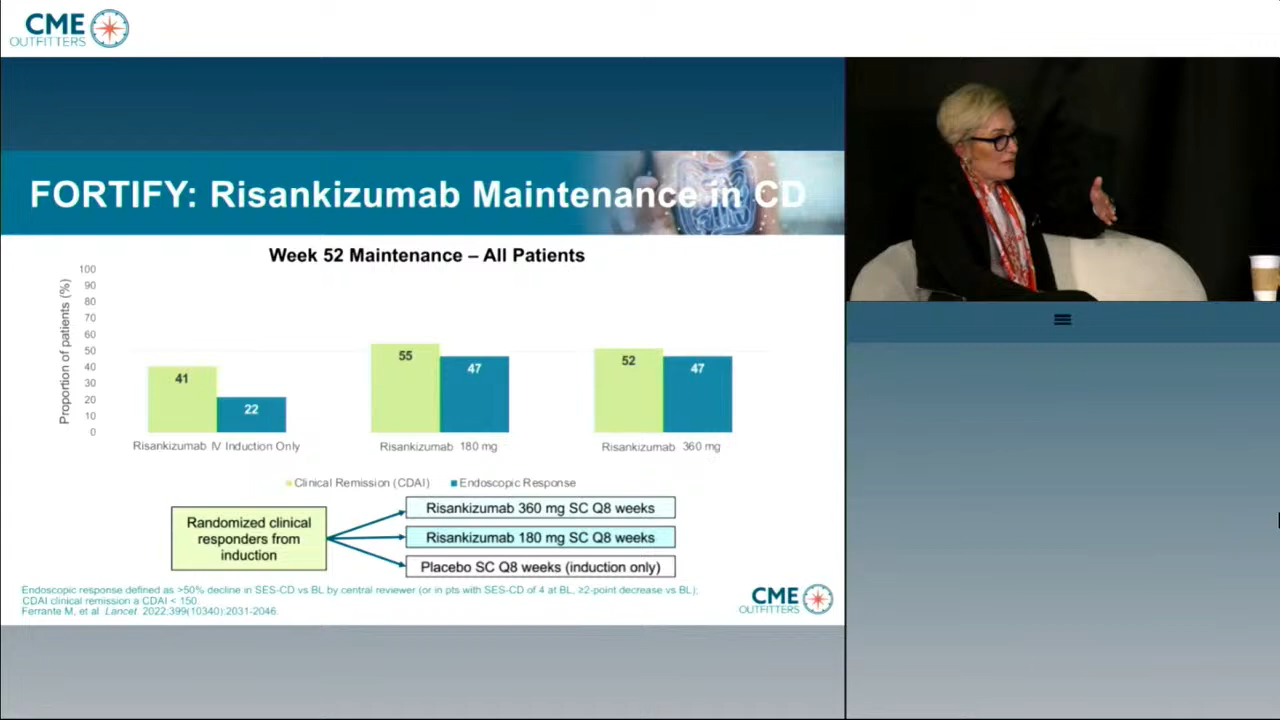 CME
OUTFITTERS
FORTIFY: Risankizumab Maintenance in CD
Week 52 Maintenance – All Patients
Proportion of patients (%)
100
90
80
70
60
50
40
30
20
10
0
41
22
55
47
52
47
Risankizumab IV Induction Only
Risankizumab 180 mg
Risankizumab 360 mg
Clinical Remission (CDAI)
Endoscopic Response
Randomized clinical
responders from
induction
Risankizumab 360 mg SC Q8 weeks
Risankizumab 180 mg SC Q8 weeks
Placebo SC Q8 weeks (induction only)
Endoscopic response defined as >50% decline in SES-CD vs BL by central reviewer (or in pts with SES-CD of 4 at BL, ≥2-point decrease vs BL);
CDAI clinical remission a CDAI < 150.
Ferrante M, et al. Lancet. 2022;399(10340):2031-2046.
CME
OUTFITTERS